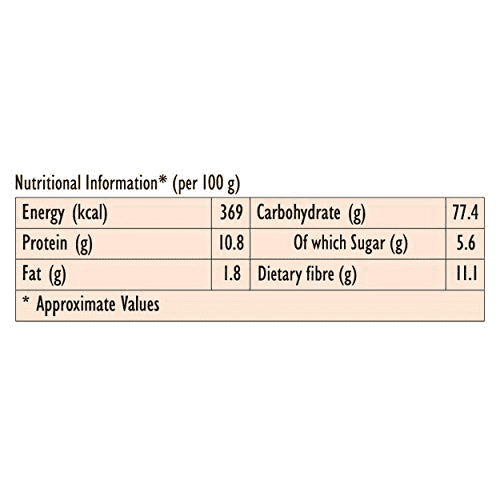 Nutritional Information* (per 100 g)
Energy (kcal) 369 Carbohydrate (g) 77.4
Protein (g) 10.8 Of which Sugar (g) 5.6
Fat (g) 1.8 Dietary fibre (g) 11.1
* Approximate Values